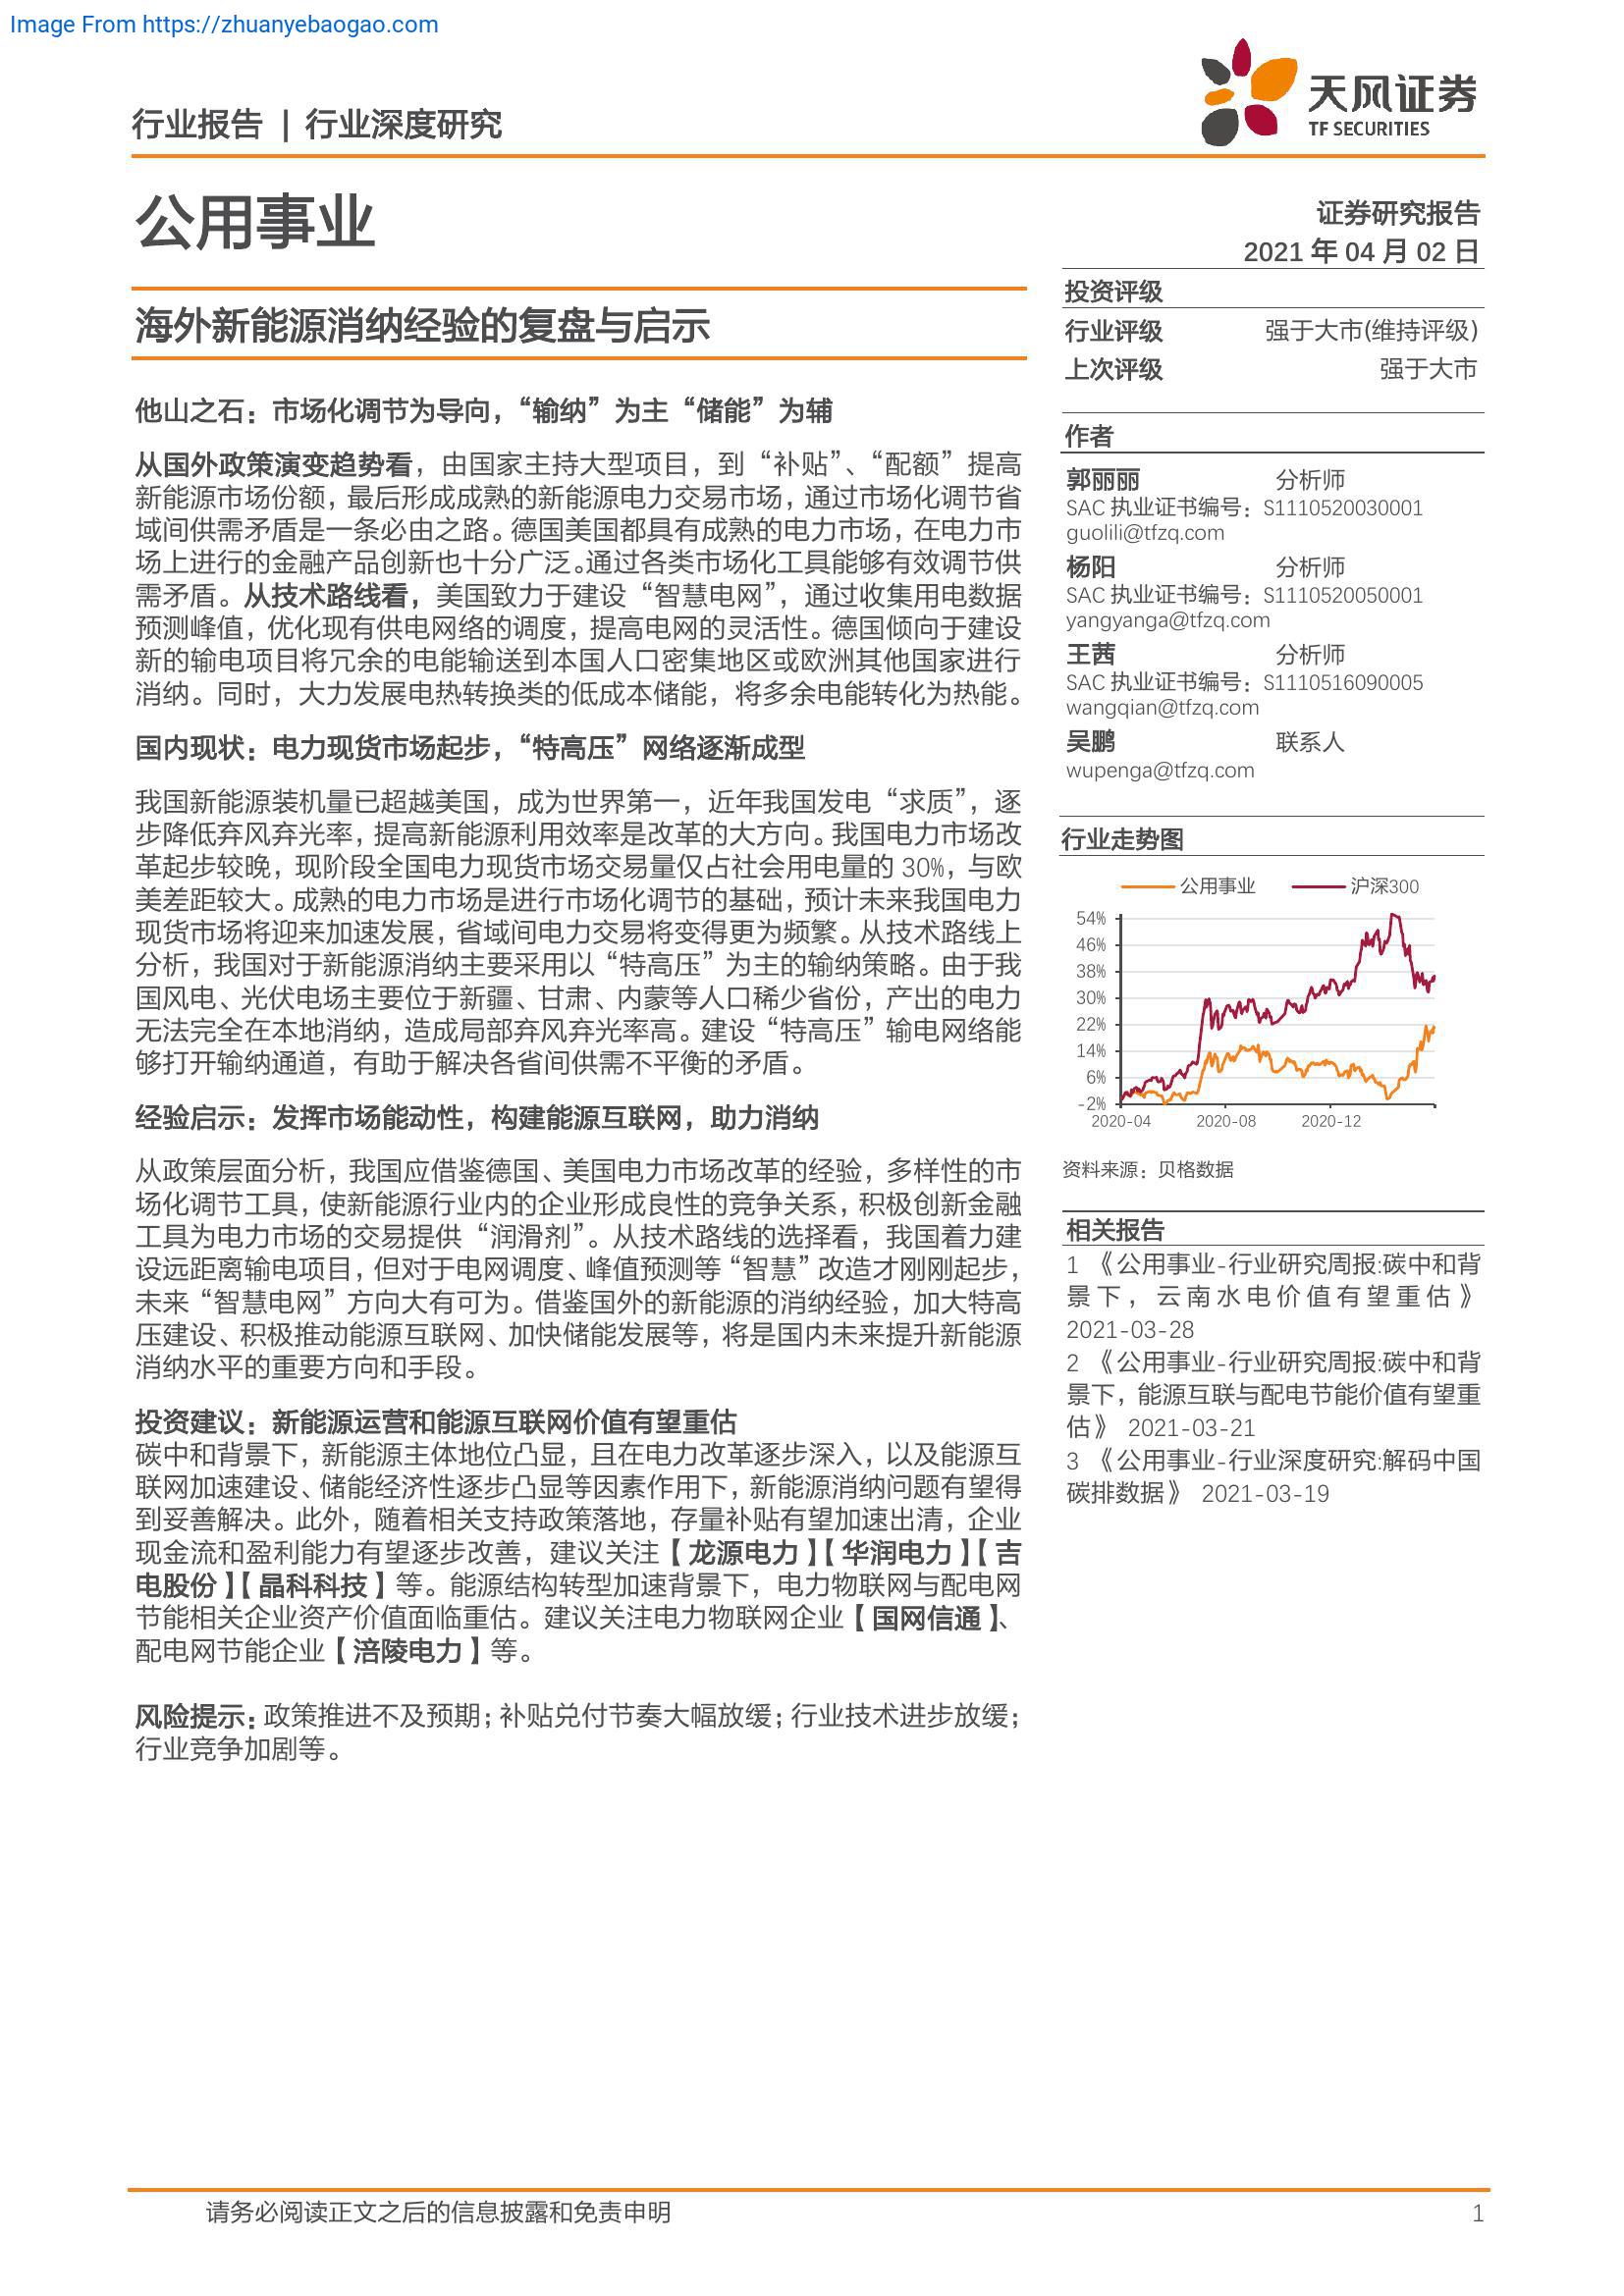 Image From https://zhuanyebaogao.com
行业报告 | 行业深度研究
天风证券
TF SECURITIES
公用事业
证券研究报告
2021 年 04 月 02 日
海外新能源消纳经验的复盘与启示
他山之石：市场化调节为导向，“输纳”为主“储能”为辅
从国外政策演变趋势看，由国家主持大型项目，到“补贴”、“配额”提高
新能源市场份额，最后形成成熟的新能源电力交易市场，通过市场化调节省
域间供需矛盾是一条必由之路。德国美国都具有成熟的电力市场，在电力市
场上进行的金融产品创新也十分广泛。通过各类市场化工具能够有效调节供
需矛盾。从技术路线看，美国致力于建设“智慧电网”，通过收集用电数据
预测峰值，优化现有供电网络的调度，提高电网的灵活性。德国倾向于建设
新的输电项目将冗余的电能输送到本国人口密集地区或欧洲其他国家进行
消纳。同时，大力发展电热转换类的低成本储能，将多余电能转化为热能。
国内现状：电力现货市场起步，“特高压”网络逐渐成型
我国新能源装机量已超越美国，成为世界第一，近年我国发电“求质”，逐
步降低弃风弃光率，提高新能源利用效率是改革的大方向。我国电力市场改
革起步较晚，现阶段全国电力现货市场交易量仅占社会用电量的 30%，与欧
美差距较大。成熟的电力市场是进行市场化调节的基础，预计未来我国电力
现货市场将迎来加速发展，省域间电力交易将变得更为频繁。从技术路线上
分析，我国对于新能源消纳主要采用以“特高压”为主的输纳策略。由于我
国风电、光伏电场主要位于新疆、甘肃、内蒙等人口稀少省份，产出的电力
无法完全在本地消纳，造成局部弃风弃光率高。建设“特高压”输电网络能
够打开输纳通道，有助于解决各省间供需不平衡的矛盾。
经验启示：发挥市场能动性，构建能源互联网，助力消纳
从政策层面分析，我国应借鉴德国、美国电力市场改革的经验，多样性的市
场化调节工具，使新能源行业内的企业形成良性的竞争关系，积极创新金融
工具为电力市场的交易提供“润滑剂”。从技术路线的选择看，我国着力建
设远距离输电项目，但对于电网调度、峰值预测等“智慧”改造才刚刚起步，
未来“智慧电网”方向大有可为。借鉴国外的新能源的消纳经验，加大特高
压建设、积极推动能源互联网、加快储能发展等，将是国内未来提升新能源
消纳水平的重要方向和手段。
投资建议：新能源运营和能源互联网价值有望重估
碳中和背景下，新能源主体地位凸显，且在电力改革逐步深入，以及能源互
联网加速建设、储能经济性逐步凸显等因素作用下，新能源消纳问题有望得
到妥善解决。此外，随着相关支持政策落地，存量补贴有望加速出清，企业
现金流和盈利能力有望逐步改善，建议关注【龙源电力】【华润电力】【吉
电股份】【晶科科技】等。能源结构转型加速背景下，电力物联网与配电网
节能相关企业资产价值面临重估。建议关注电力物联网企业【国网信通】、
配电网节能企业【涪陵电力】等。
风险提示：政策推进不及预期；补贴兑付节奏大幅放缓；行业技术进步放缓；
行业竞争加剧等。
投资评级
行业评级 强于大市(维持评级)
上次评级 强于大市
作者
郭丽丽 分析师
SAC 执业证书编号：S1110520030001
guolili@tfzq.com
杨阳 分析师
SAC 执业证书编号：S1110520050001
yangyanga@tfzq.com
王茜 分析师
SAC 执业证书编号：S1110516090005
wangqian@tfzq.com
吴鹏 联系人
wupenga@tfzq.com
行业走势图
公用事业 沪深300
54%
46%
38%
30%
22%
14%
6%
-2%
2020-04 2020-08 2020-12
资料来源：贝格数据
相关报告
1 《公用事业-行业研究周报:碳中和背
景下，云南水电价值有望重估》
2021-03-28
2 《公用事业-行业研究周报:碳中和背
景下，能源互联与配电节能价值有望重
估》 2021-03-21
3 《公用事业-行业深度研究:解码中国
碳排数据》 2021-03-19
请务必阅读正文之后的信息披露和免责申明 1